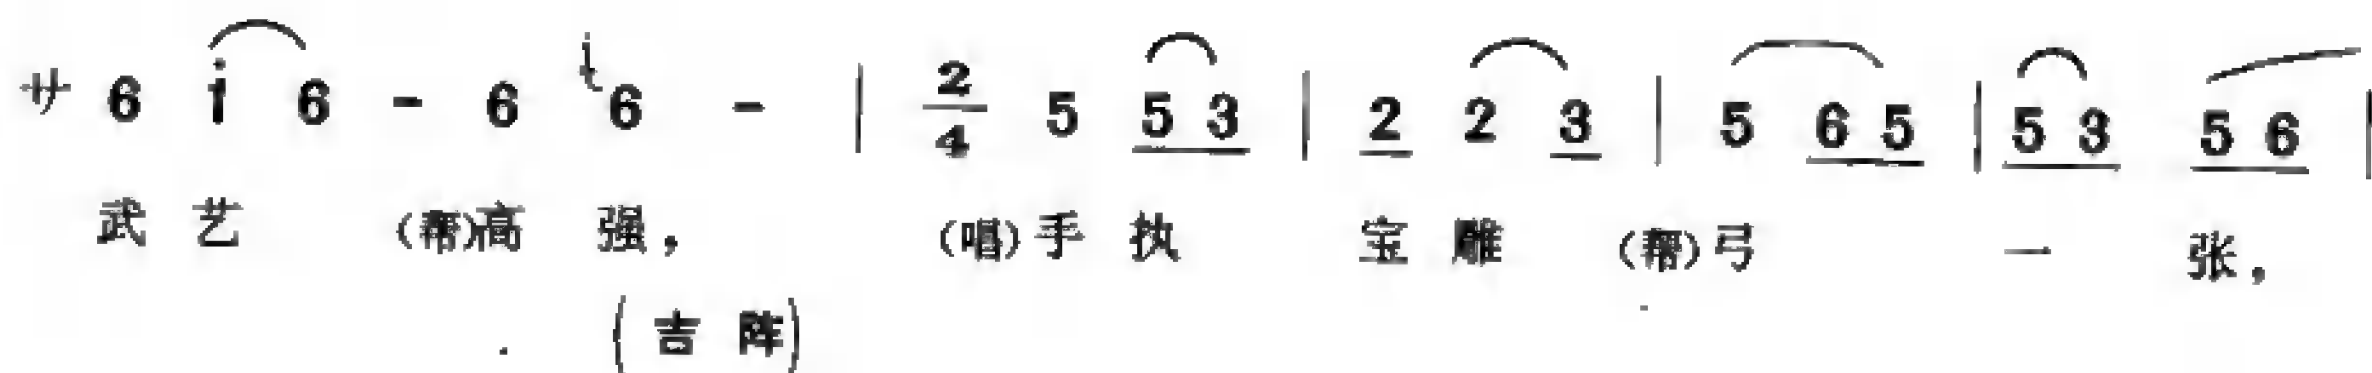 サ 6 i 6 - 6 i 6 - | 2/4 5 5 3 | 2 2 3 | 5 6 5 | 5 3 5 6 |
武 艺 (帮)高 强， (唱)手 执 宝 雕 (帮)弓 一 张，
(吉 阵)